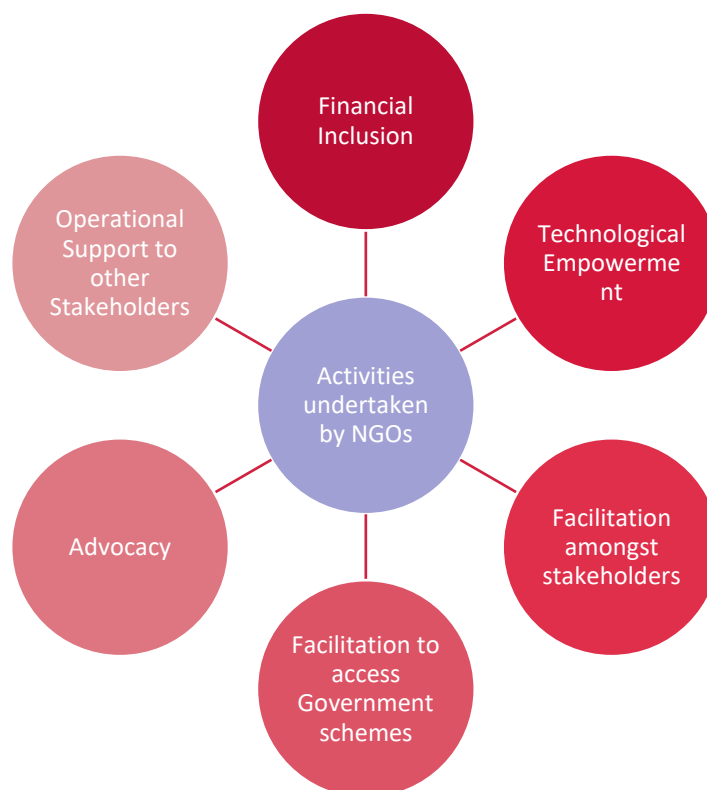 Financial
Inclusion
Technological
Empowerme
nt
Facilitation
amongst
stakeholders
Facilitation to
access
Government
schemes
Advocacy
Operational
Support to
other
Stakeholders
Activities
undertaken
by NGOs